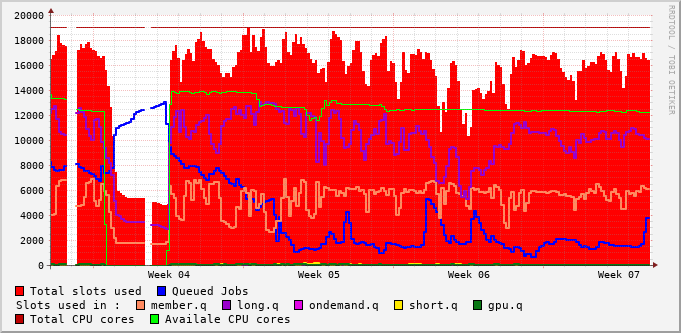 20000
18000
16000
14000
12000
10000
8000
6000
4000
2000
0
Week 04 Week 05 Week 06 Week 07
RRDTOOL / TOBI OETIKER
Total slots used Queued Jobs
Slots used in : member.q long.q ondemand.q short.q gpu.q
Total CPU cores Availale CPU cores